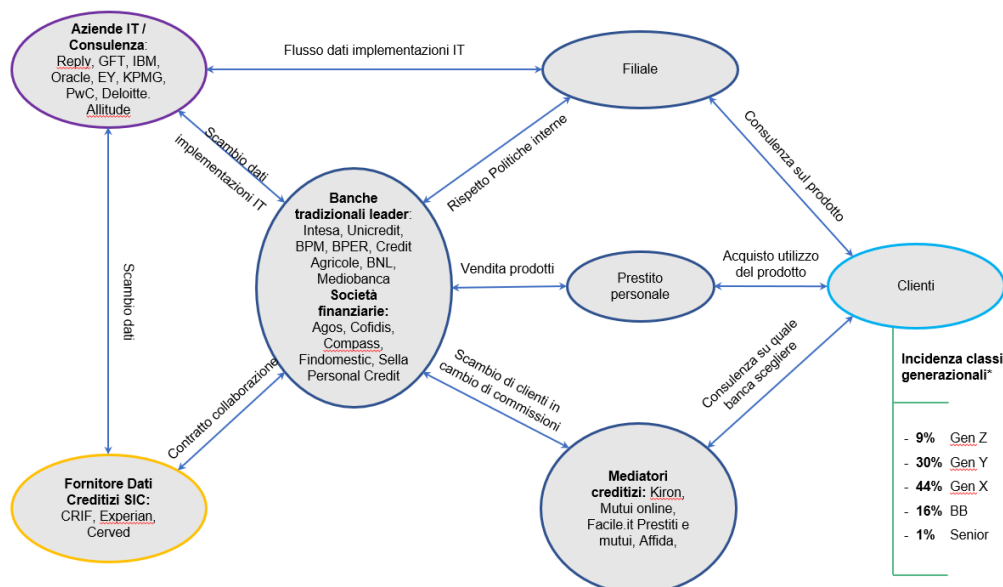 Aziende IT /
Consulenza:
Reply, GFT, IBM,
Oracle, EY, KPMG,
PwC, Deloitte.
Allitude
Flusso dati implementazioni IT
Filiale
Scambio dati
implementazioni IT
Rispetto Politiche interne
Consulenza sul prodotto
Banche
tradizionali leader:
Intesa, Unicredit,
BPM, BPER, Credit
Agricole, BNL,
Mediobanca
Società
finanziarie:
Agos, Cofidis,
Compass,
Findomestic, Sella
Personal Credit
Vendita prodotti
Prestito
personale
Acquisto utilizzo
del prodotto
Clienti
Scambio dati
Contratto collaborazione
Scambio di clienti in
cambio di commissioni
Consulenza su quale
banca scegliere
Incidenza classi
generazionali*
- 9% Gen Z
- 30% Gen Y
- 44% Gen X
- 16% BB
- 1% Senior
Fornitore Dati
Creditizi SIC:
CRIF, Experian,
Cerved
Mediatori
creditizi: Kiron,
Mutui online,
Facile.it Prestiti e
mutui, Affida,